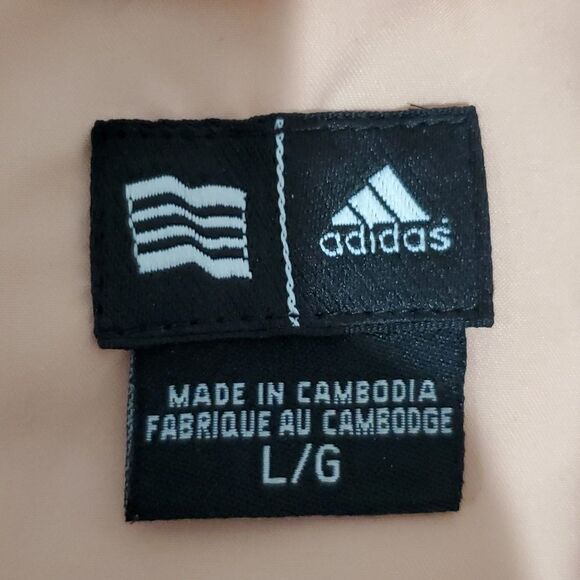 adidas
MADE IN CAMBODIA
FABRIQUE AU CAMBODGE
L/G